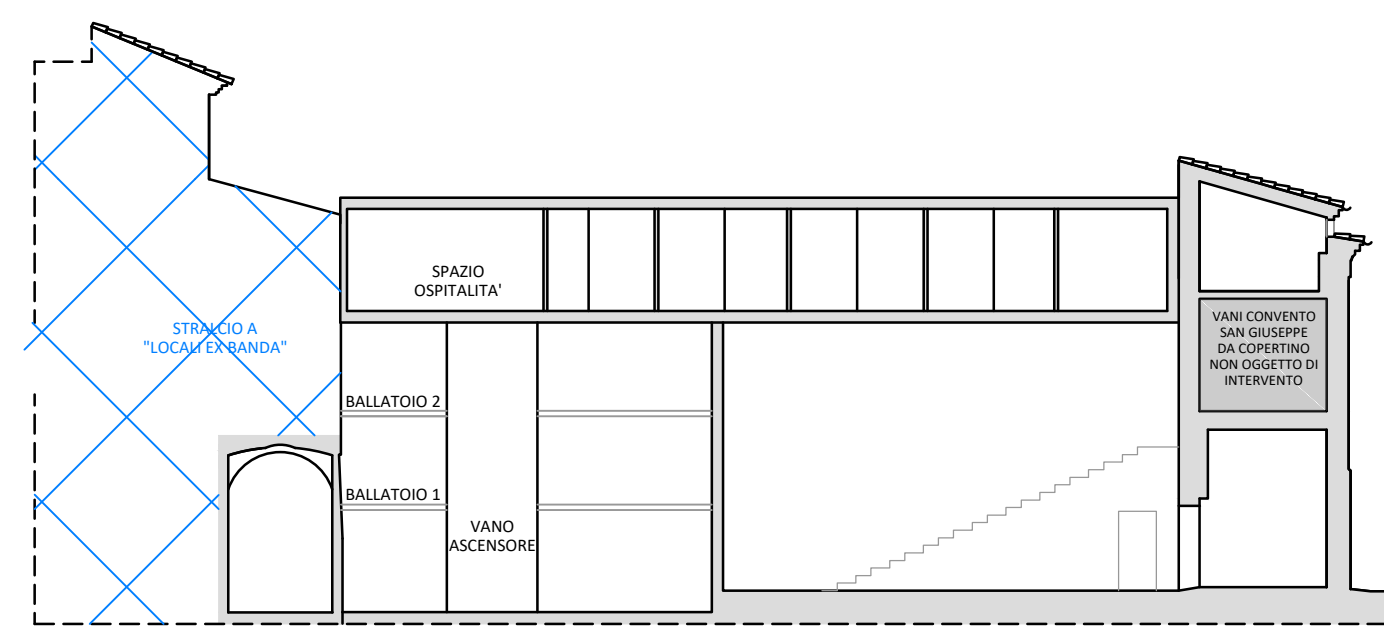 SPAZIO
OSPITALITA'
STRALCIO A
"LOCALI EX BANDA"
VANI CONVENTO
SAN GIUSEPPE
DA COPERTINO
NON OGGETTO DI
INTERVENTO
BALLATOIO 2
BALLATOIO 1
VANO
ASCENSORE